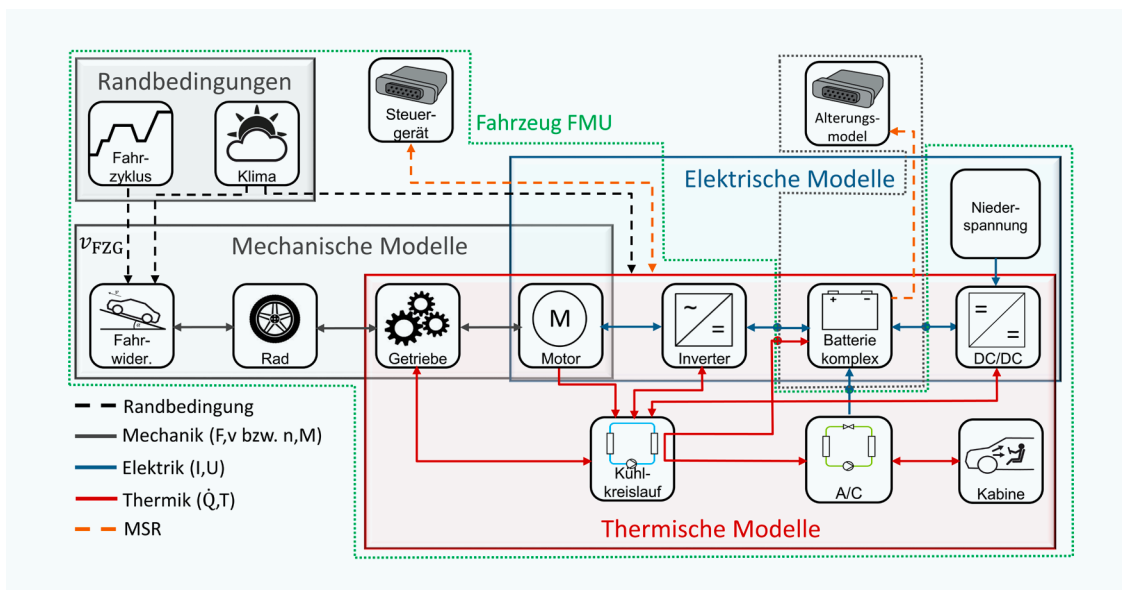 Randbedingungen
Fahr-
zyklus
Klima
Steuer-
gerät
Fahrzeug FMU
Alterungs-
model
Elektrische Modelle
Nieder-
spannung
v_FZG
Mechanische Modelle
Fahr-
wider.
Rad
Getriebe
M
Motor
~
=
Inverter
+ -
Batterie
komplex
=
=
DC/DC
Randbedingung
Mechanik (F,v bzw. n,M)
Elektrik (I,U)
Thermik (Q̇,T)
MSR
Kühl-
kreislauf
A/C
Kabine
Thermische Modelle